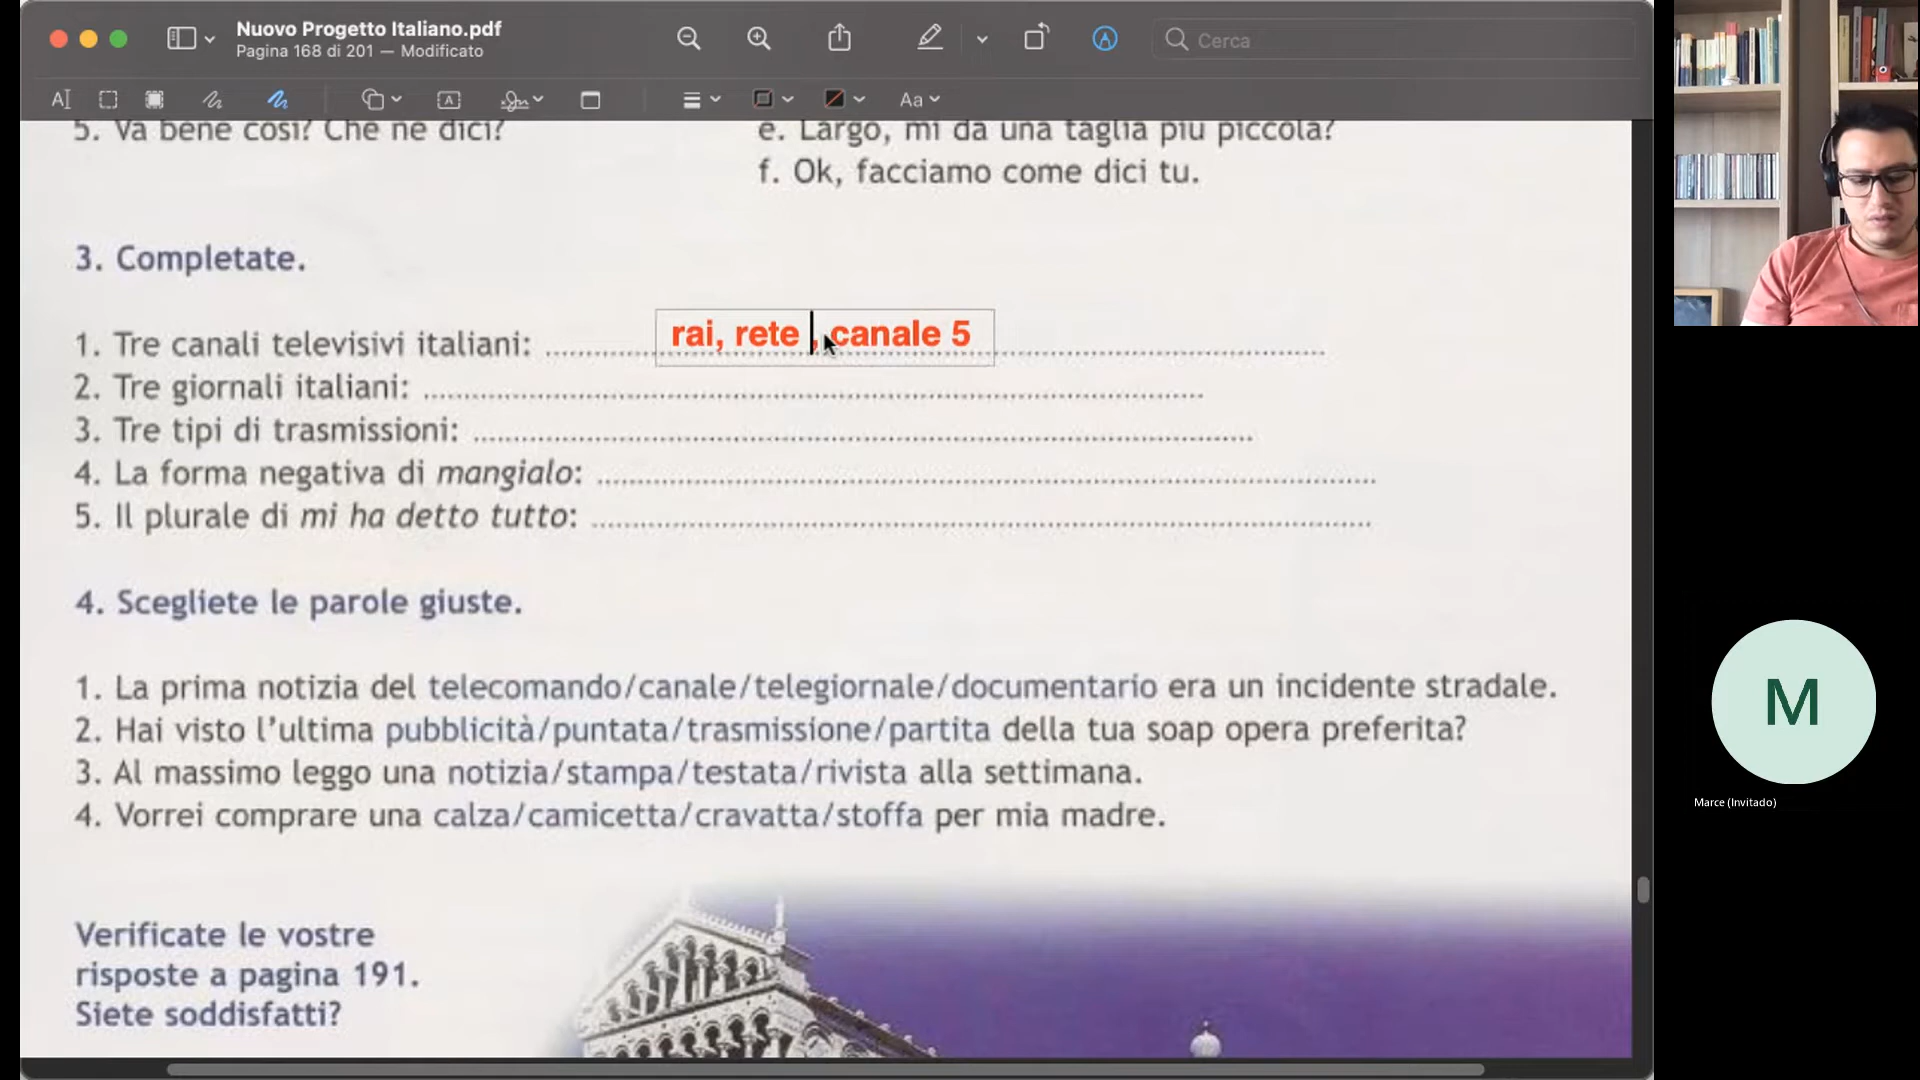 Nuovo Progetto Italiano.pdf
Pagina 168 di 201 — Modificato
Cerca
Aa
5. Va bene così? Che ne dici?
e. Largo, mi dà una taglia più piccola?
f. Ok, facciamo come dici tu.
3. Completate.
1. Tre canali televisivi italiani: rai, rete , canale 5
2. Tre giornali italiani:
3. Tre tipi di trasmissioni:
4. La forma negativa di mangialo:
5. Il plurale di mi ha detto tutto:
4. Scegliete le parole giuste.
1. La prima notizia del telecomando/canale/telegiornale/documentario era un incidente stradale.
2. Hai visto l'ultima pubblicità/puntata/trasmissione/partita della tua soap opera preferita?
3. Al massimo leggo una notizia/stampa/testata/rivista alla settimana.
4. Vorrei comprare una calza/camicetta/cravatta/stoffa per mia madre.
Verificate le vostre
risposte a pagina 191.
Siete soddisfatti?
M
Marce (Invitado)